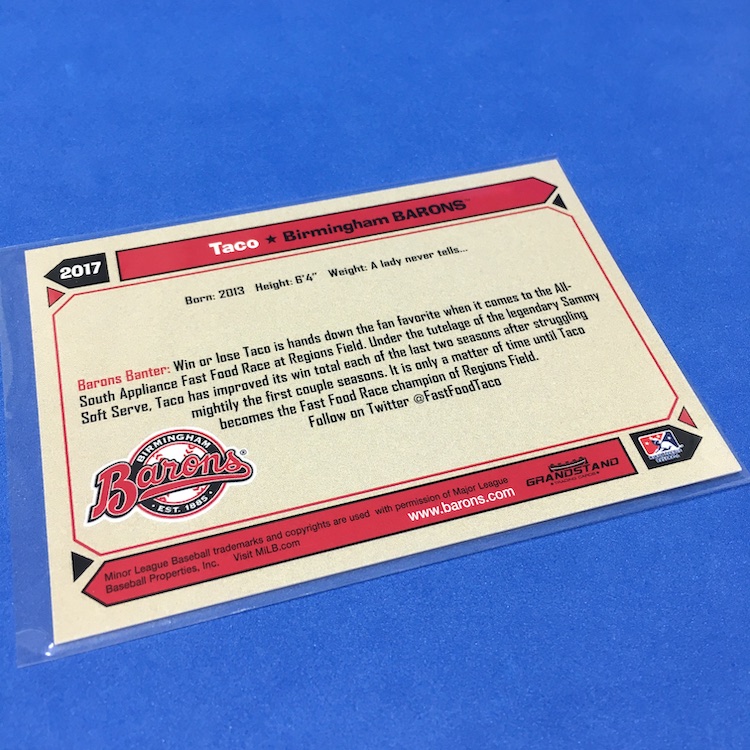 2017
Taco ★ Birmingham BARONS™
Born: 2013 Height: 6'4" Weight: A lady never tells...
Barons Banter: Win or lose Taco is hands down the fan favorite when it comes to the All-
South Appliance Fast Food Race at Regions Field. Under the tutelage of the legendary Sammy
Soft Serve, Taco has improved its win total each of the last two seasons after struggling
mightily the first couple seasons. It is only a matter of time until Taco
becomes the Fast Food Race champion of Regions Field.
Follow on Twitter @FastFoodTaco
BIRMINGHAM
Barons®
· EST. 1885 ·
GRANDSTAND
TRADING CARDS
Minor League Baseball trademarks and copyrights are used with permission of Major League
Baseball Properties, Inc. Visit MiLB.com
www.barons.com